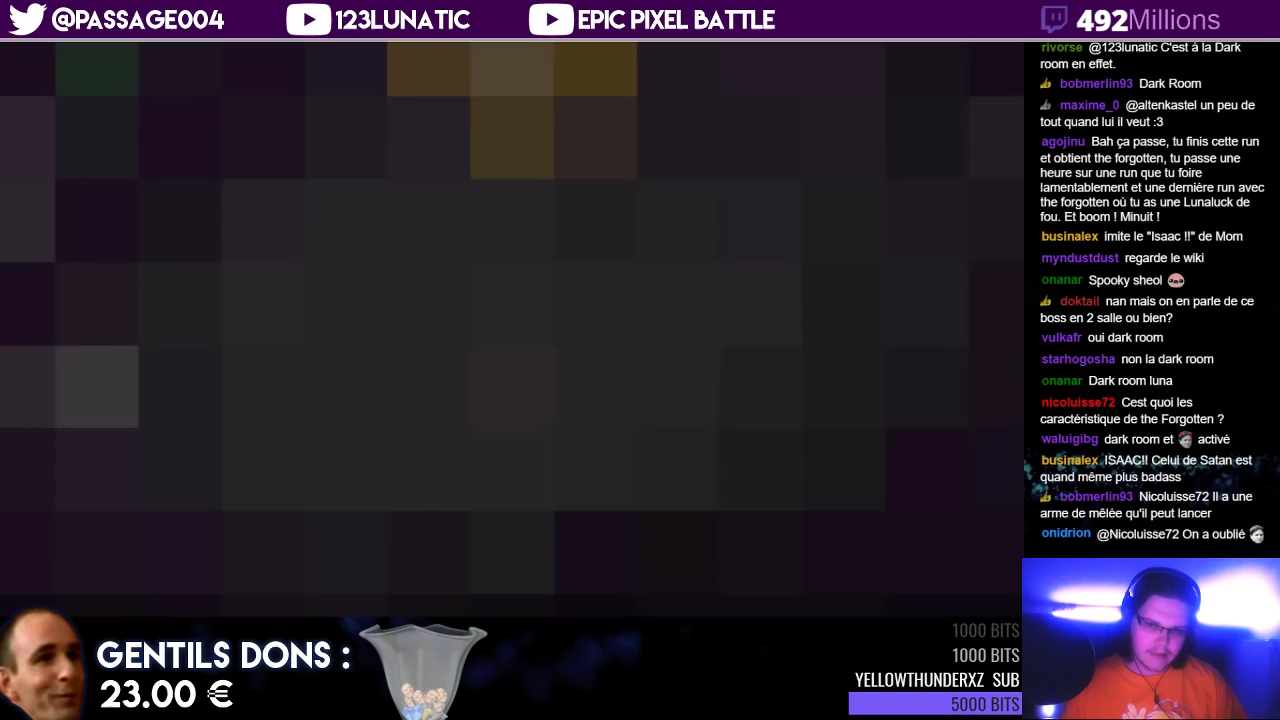 @PASSAGE004
123LUNATIC
EPIC PIXEL BATTLE
492Millions
rivorse @123lunatic C'est à la Dark
room en effet.
bobmerlin93 Dark Room
maxime_0 @altenkastel un peu de
tout quand lui il veut :3
agojinu Bah ça passe, tu finis cette run
et obtient the forgotten, tu passe une
heure sur une run que tu foire
lamentablement et une dernière run avec
the forgotten où tu as une Lunaluck de
fou. Et boom ! Minuit !
businalex imite le "Isaac !!" de Mom
myndustdust regarde le wiki
onanar Spooky sheol
doktail nan mais on en parle de ce
boss en 2 salle ou bien?
vulkafr oui dark room
starhogosha non la dark room
onanar Dark room luna
nicoluisse72 Cest quoi les
caractéristique de the Forgotten ?
waluigibg dark room et activé
businalex ISAAC!! Celui de Satan est
quand même plus badass
bobmerlin93 Nicoluisse72 Il a une
arme de mêlée qu'il peut lancer
onidrion @Nicoluisse72 On a oublié
GENTILS DONS :
23.00 €
1000 BITS
1000 BITS
YELLOWTHUNDERXZ SUB
5000 BITS